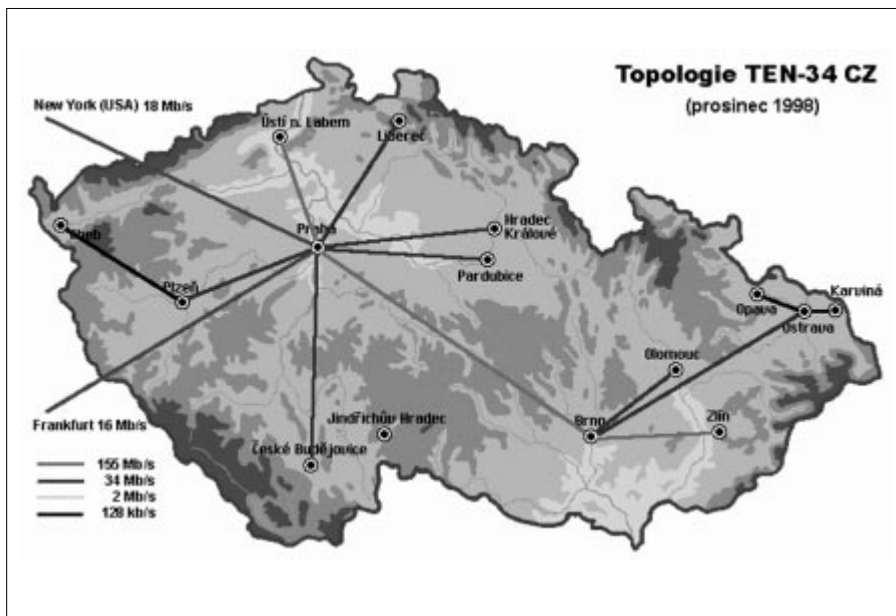 Topologie TEN-34 CZ
(prosinec 1998)
New York (USA) 18 Mb/s
Ústí n. Labem
Liberec
Cheb
Praha
Hradec
Králové
Pardubice
Plzeň
Karviná
Opava
Ostrava
Olomouc
Frankfurt 16 Mb/s
Jindřichův Hradec
Brno
Zlín
České Budějovice
155 Mb/s
34 Mb/s
2 Mb/s
128 kb/s